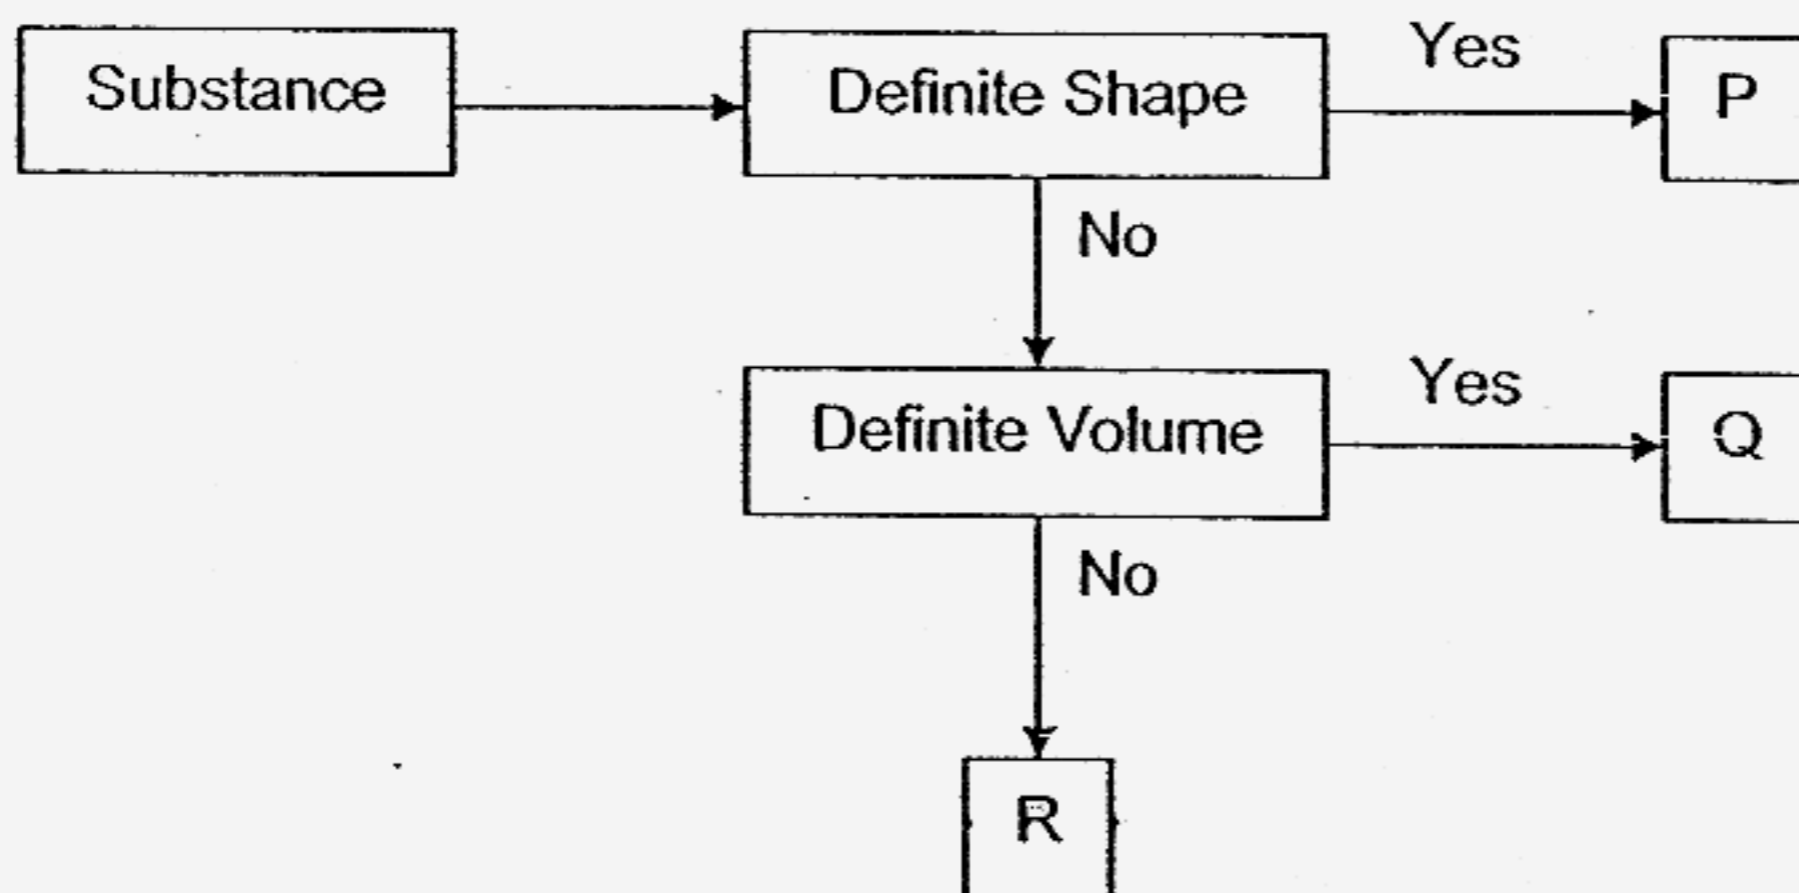 Substance
Definite Shape
Yes
P
No
Definite Volume
Yes
Q
No
R